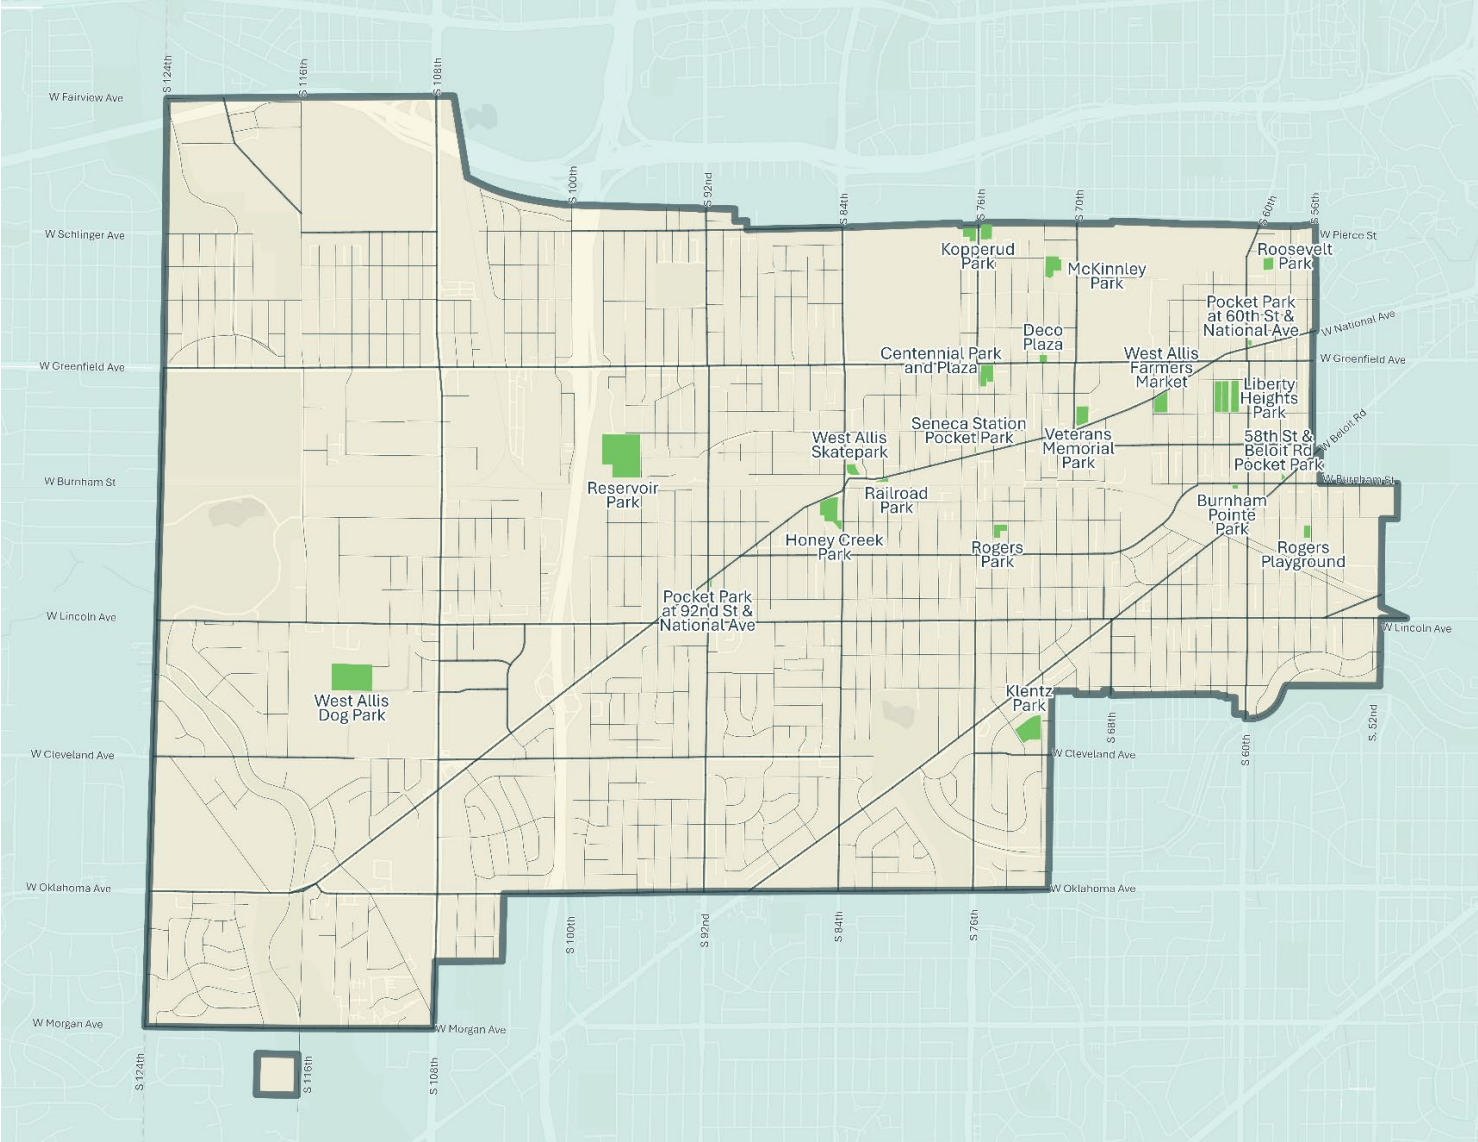 S 124th
S 116th
S 108th
W Fairview Ave
S 100th
S 92nd
S 84th
S 76th
S 70th
S 60th
S 56th
W Schlinger Ave
W Pierce St
Kopperud
Park
McKinnley
Park
Roosevelt
Park
Pocket Park
at 60th St &
National Ave
W National Ave
Deco
Plaza
W Greenfield Ave
Centennial Park
and Plaza
West Allis
Farmers
Market
W Greenfield Ave
Liberty
Heights
Park
Seneca Station
Pocket Park
West Allis
Skatepark
Veterans
Memorial
Park
58th St &
Beloit Rd
Pocket Park
W Beloit Rd
W Burnham St
W Burnham St
Reservoir
Park
Railroad
Park
Burnham
Pointe
Park
Honey Creek
Park
Rogers
Park
Rogers
Playground
W Lincoln Ave
Pocket Park
at 92nd St &
National Ave
W Lincoln Ave
West Allis
Dog Park
Klentz
Park
S 68th
S 60th
S. 52nd
W Cleveland Ave
W Cleveland Ave
W Oklahoma Ave
W Oklahoma Ave
S 100th
S 92nd
S 84th
S 76th
W Morgan Ave
W Morgan Ave
S 124th
S 116th
S 108th